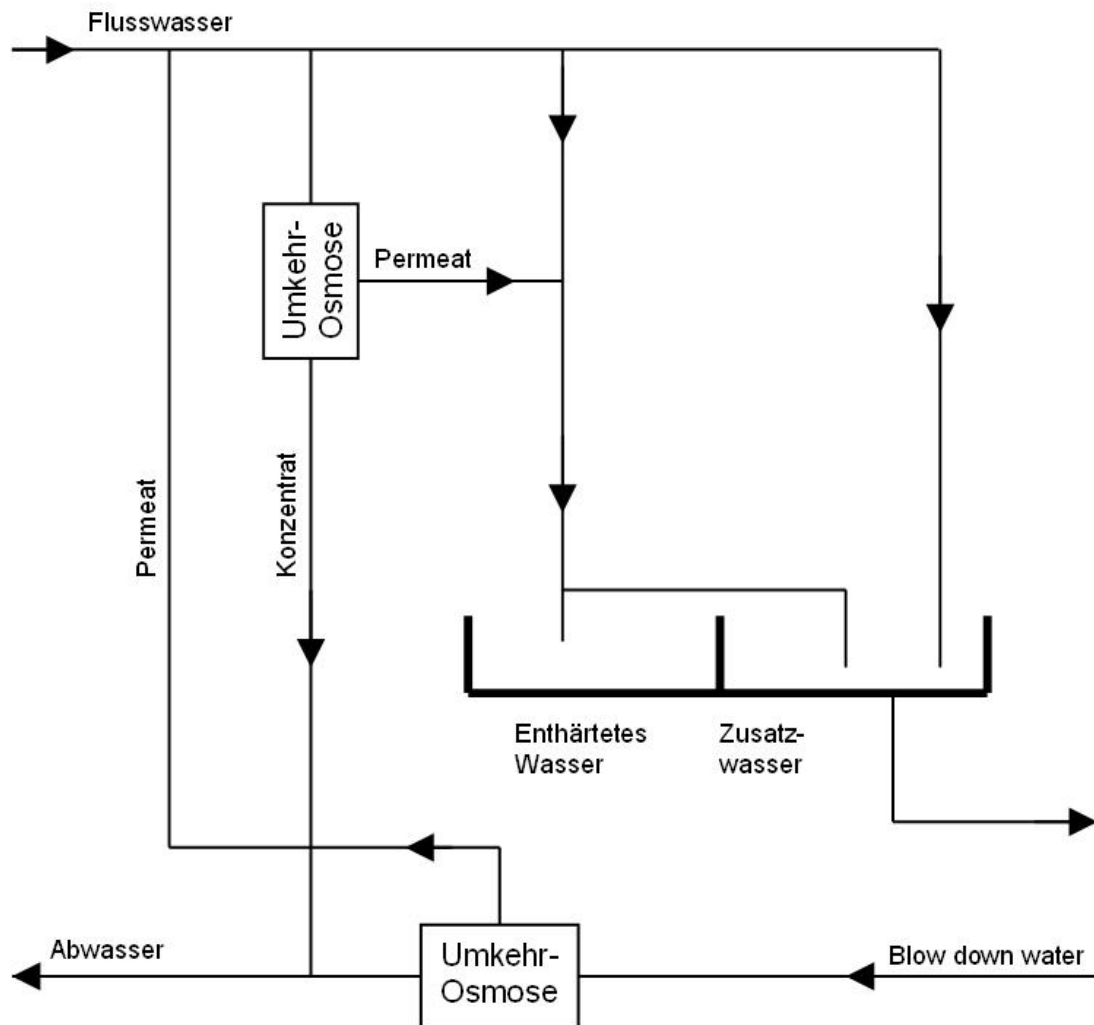 Flusswasser
Umkehr-
Osmose
Permeat
Konzentrat
Permeat
Enthärtetes
Wasser
Zusatz-
wasser
Abwasser
Umkehr-
Osmose
Blow down water